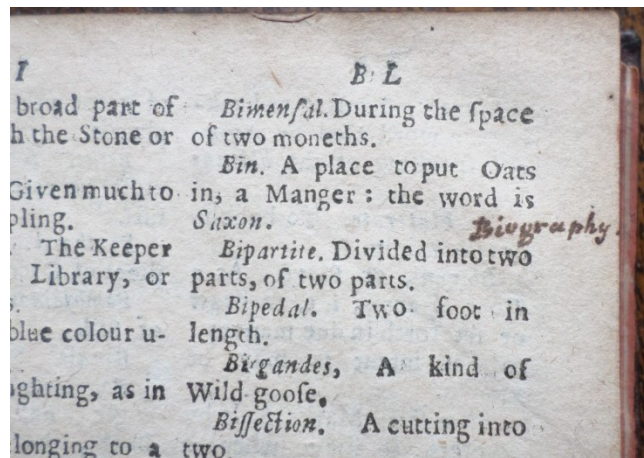 I
broad part of
h the Stone or
Given much to
pling.
The Keeper
Library, or
s.
blue colour u-
ghting, as in
longing to a
B L
Bimenſal. During the ſpace
of two moneths.
Bin. A place to put Oats
in, a Manger : the word is
Saxon.
Biography.
Bipartite. Divided into two
parts, of two parts.
Bipedal. Two foot in
length.
Birgandes, A kind of
Wild gooſe.
Biſſection. A cutting into
two.